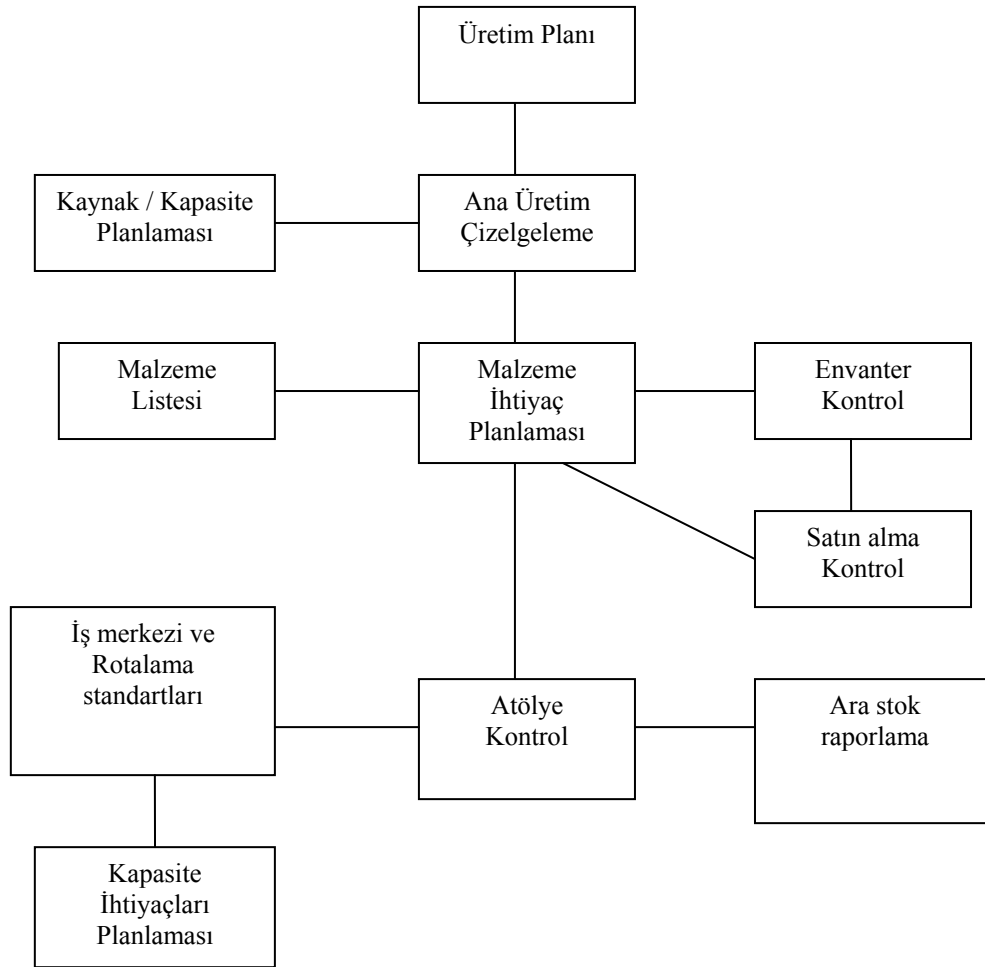 Üretim Planı
Kaynak / Kapasite
Planlaması
Ana Üretim
Çizelgeleme
Malzeme
Listesi
Malzeme
İhtiyaç
Planlaması
Envanter
Kontrol
Satın alma
Kontrol
İş merkezi ve
Rotalama
standartları
Atölye
Kontrol
Ara stok
raporlama
Kapasite
İhtiyaçları
Planlaması